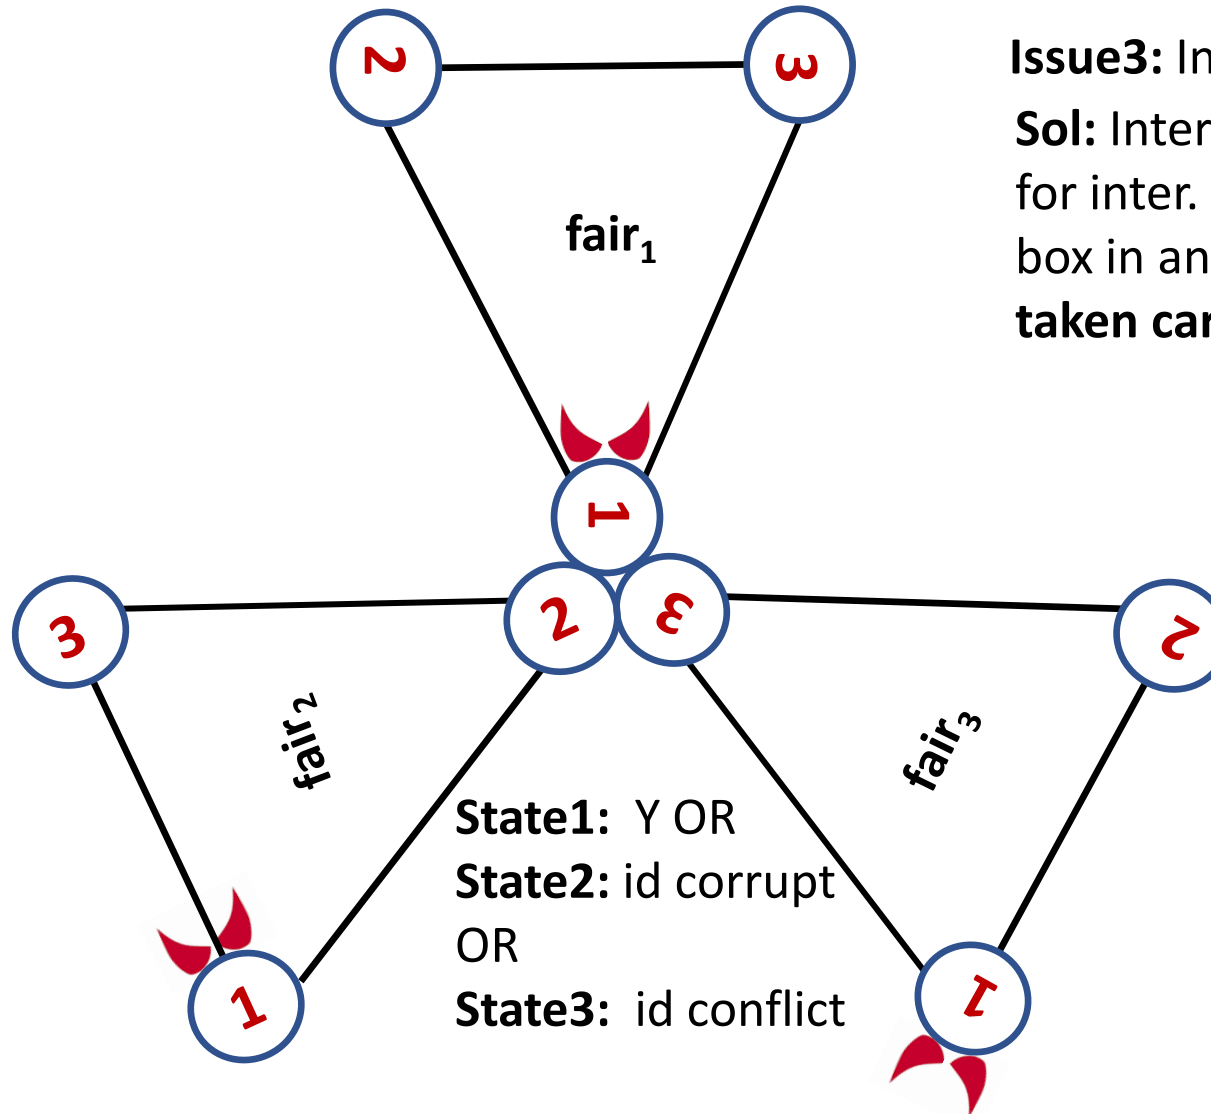 2
3
Issue3: In
Sol: Inter
for inter.
box in an
taken car
fair1
1
2
3
3
2
fair2
fair3
State1: Y OR
State2: id corrupt
OR
State3: id conflict
1
1